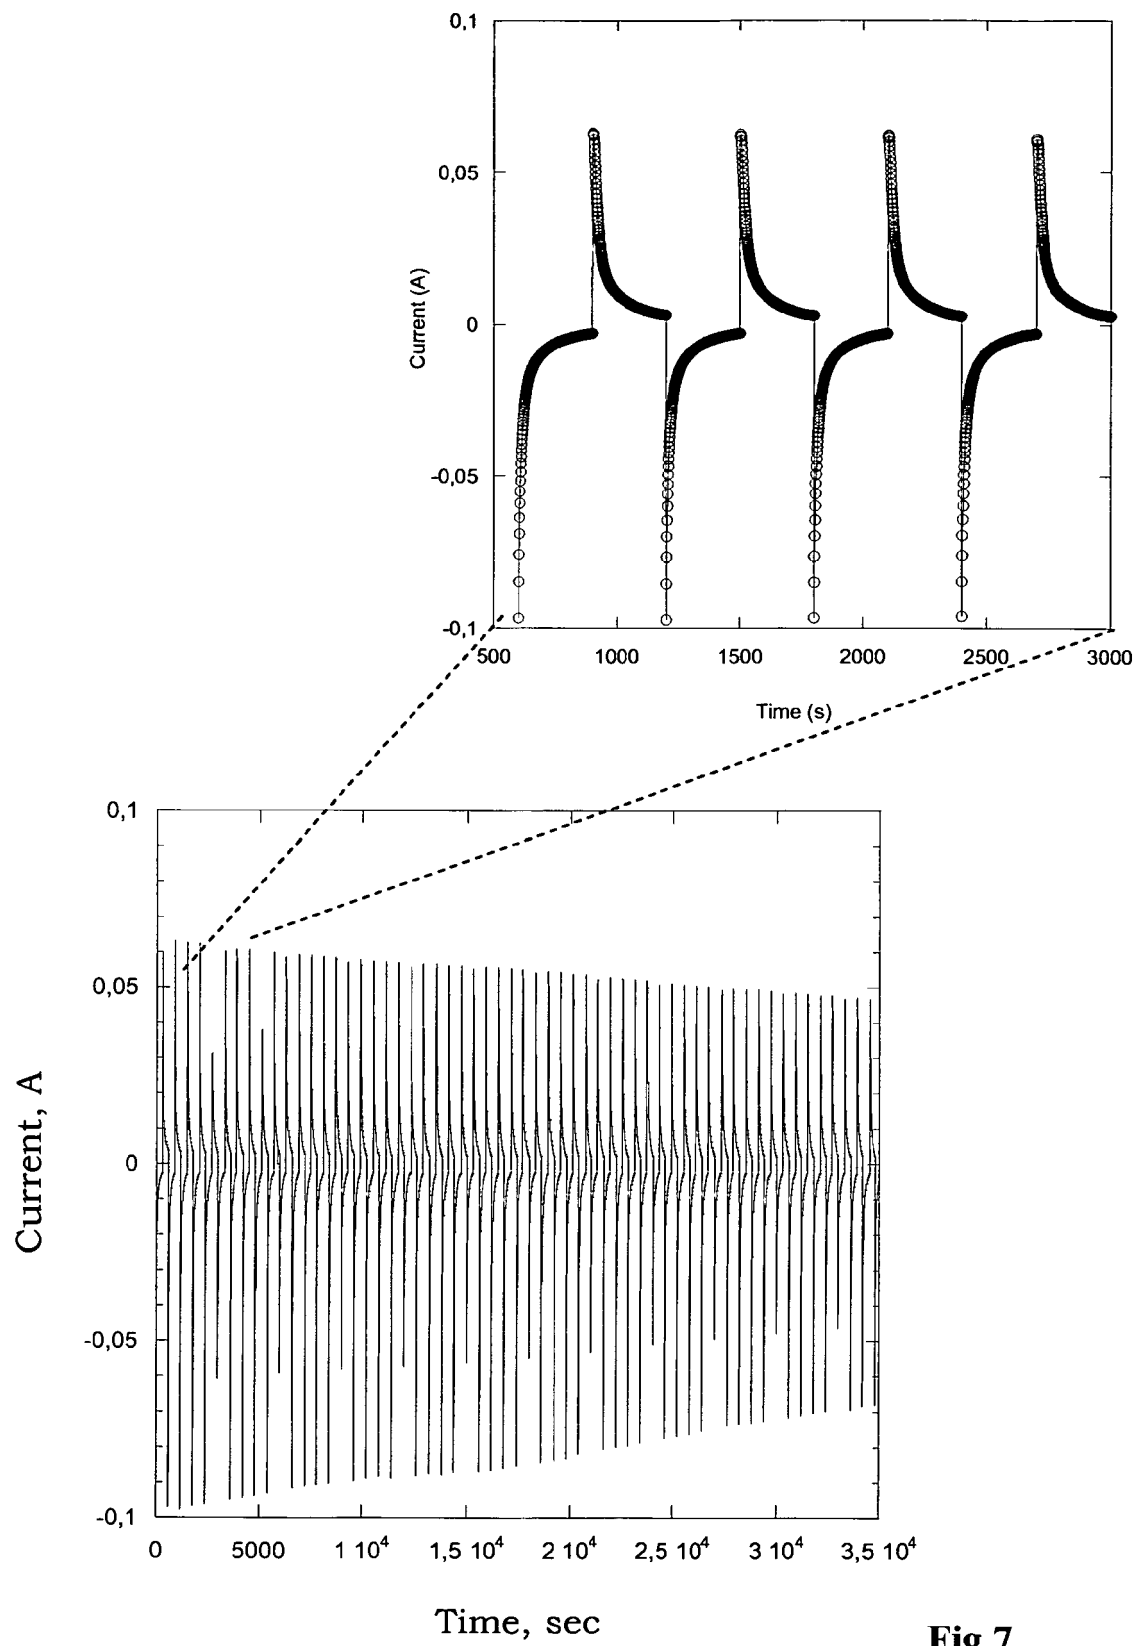 0,1
0,05
Current (A)
0
-0,05
-0,1
500 1000 1500 2000 2500 3000
Time (s)
0,1
0,05
Current, A
0
-0,05
-0,1
0 5000 1 10⁴ 1,5 10⁴ 2 10⁴ 2,5 10⁴ 3 10⁴ 3,5 10⁴
Time, sec
Fig 7